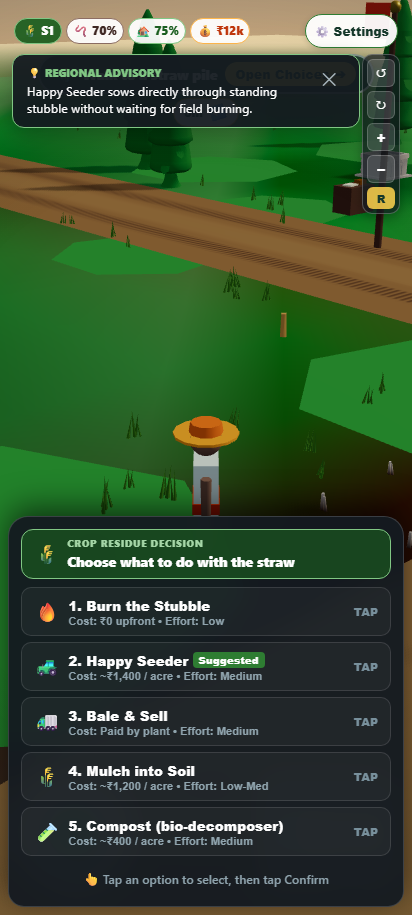 S1 70% 75% ₹12k Settings
REGIONAL ADVISORY
Happy Seeder sows directly through standing
stubble without waiting for field burning.
R
CROP RESIDUE DECISION
Choose what to do with the straw
1. Burn the Stubble
Cost: ₹0 upfront • Effort: Low
TAP
2. Happy Seeder Suggested
Cost: ~₹1,400 / acre • Effort: Medium
TAP
3. Bale & Sell
Cost: Paid by plant • Effort: Medium
TAP
4. Mulch into Soil
Cost: ~₹1,200 / acre • Effort: Low-Med
TAP
5. Compost (bio-decomposer)
Cost: ~₹400 / acre • Effort: Medium
TAP
Tap an option to select, then tap Confirm